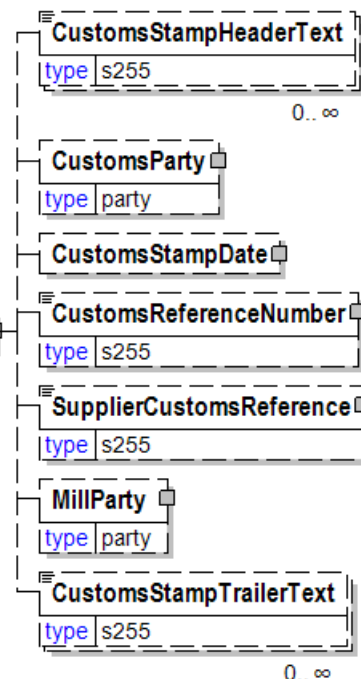 CustomsStampHeaderText
type s255
0..∞
CustomsParty
type party
CustomsStampDate
CustomsReferenceNumber
type s255
SupplierCustomsReference
type s255
MillParty
type party
CustomsStampTrailerText
type s255
0..∞